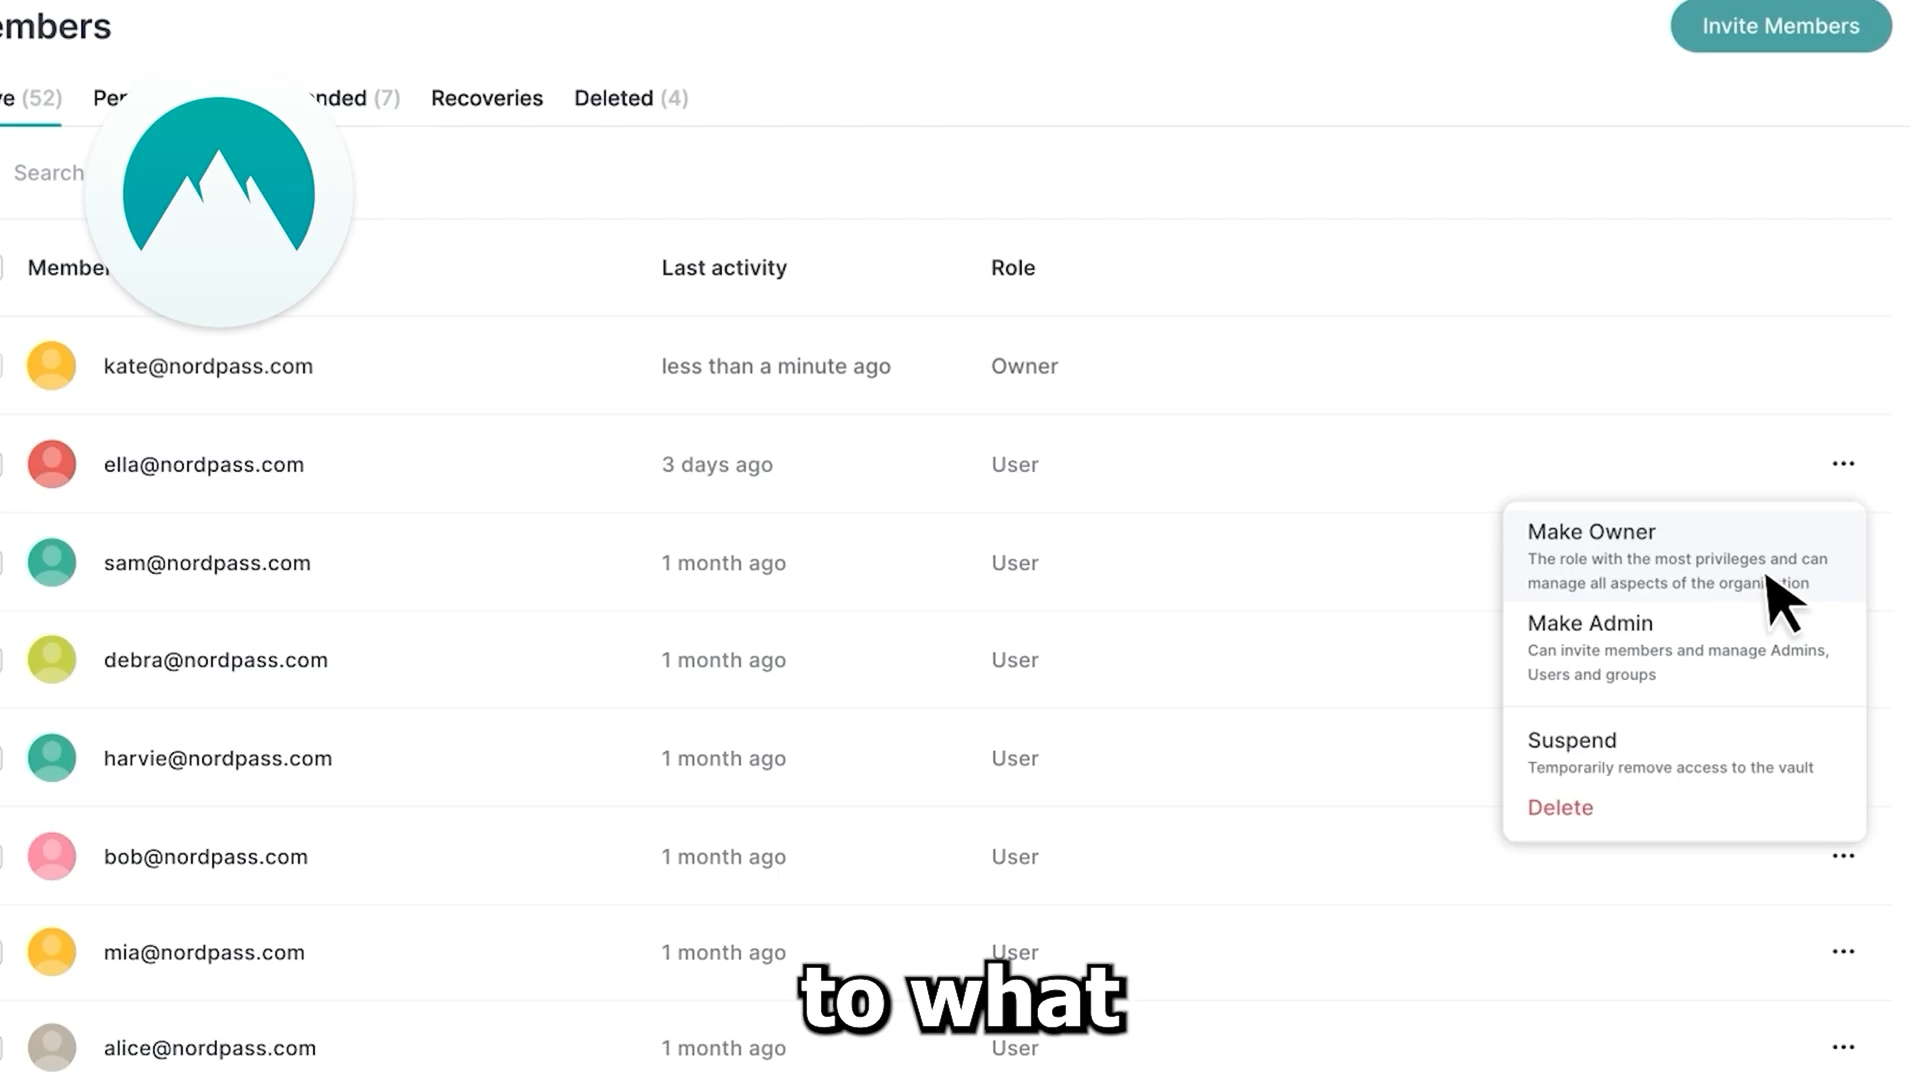 embers
Invite Members
ve (52) Per nded (7) Recoveries Deleted (4)
Search
Member Last activity Role
kate@nordpass.com less than a minute ago Owner
ella@nordpass.com 3 days ago User
sam@nordpass.com 1 month ago User
debra@nordpass.com 1 month ago User
harvie@nordpass.com 1 month ago User
bob@nordpass.com 1 month ago User
mia@nordpass.com 1 month ago User
alice@nordpass.com 1 month ago User
Make Owner
The role with the most privileges and can
manage all aspects of the organisation
Make Admin
Can invite members and manage Admins,
Users and groups
Suspend
Temporarily remove access to the vault
Delete
to what